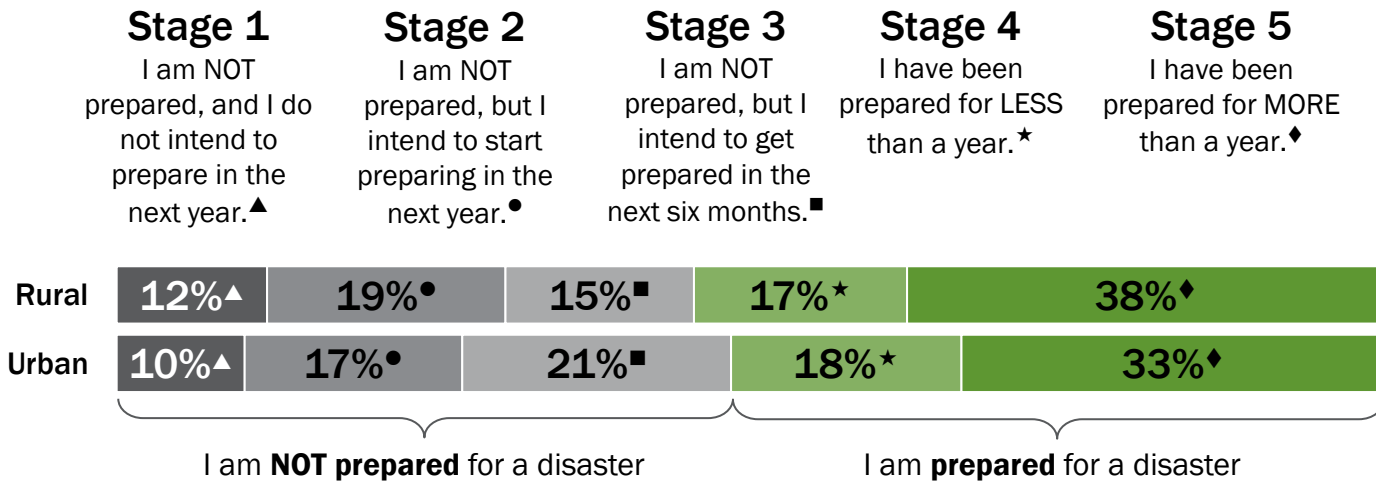 Stage 1
I am NOT
prepared, and I do
not intend to
prepare in the
next year.▲
Stage 2
I am NOT
prepared, but I
intend to start
preparing in the
next year.●
Stage 3
I am NOT
prepared, but I
intend to get
prepared in the
next six months.■
Stage 4
I have been
prepared for LESS
than a year.★
Stage 5
I have been
prepared for MORE
than a year.♦
Rural 12%▲ 19%● 15%■ 17%★ 38%♦
Urban 10%▲ 17%● 21%■ 18%★ 33%♦
I am NOT prepared for a disaster
I am prepared for a disaster